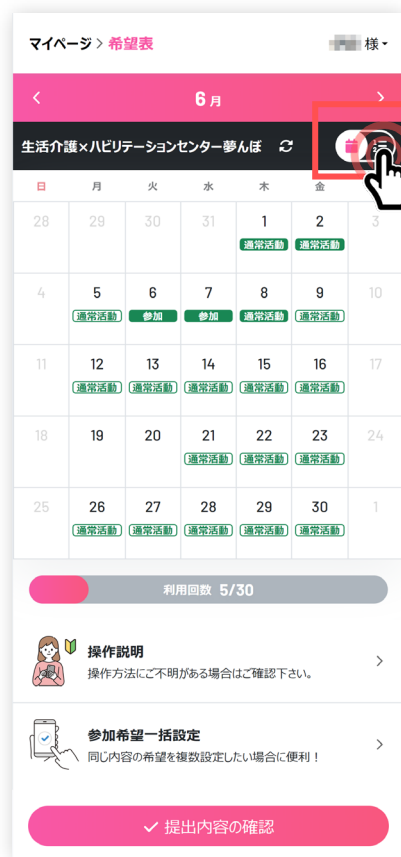 マイページ > 希望表 様
6 月
生活介護×ハビリテーションセンター夢んぼ
日 月 火 水 木 金
28 29 30 31 1 2 3
通常活動 通常活動
4 5 6 7 8 9 10
通常活動 参加 参加 通常活動 通常活動
11 12 13 14 15 16 17
通常活動 通常活動 通常活動 通常活動 通常活動
18 19 20 21 22 23 24
通常活動 通常活動 通常活動
25 26 27 28 29 30 1
通常活動 通常活動 通常活動 通常活動 通常活動
利用回数 5/30
操作説明
操作方法にご不明がある場合はご確認下さい。
参加希望一括設定
同じ内容の希望を複数設定したい場合に便利！
提出内容の確認